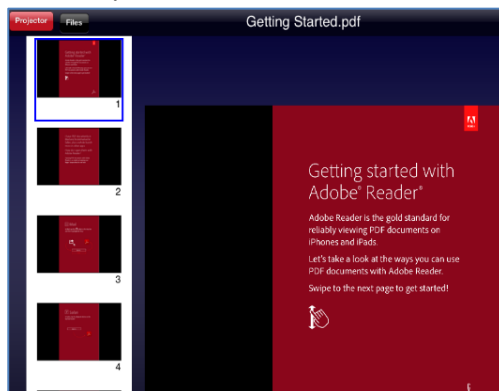 Projector
Files
Getting Started.pdf
1
2
3
4
Getting started with
Adobe® Reader®
Adobe Reader is the gold standard for
reliably viewing PDF documents on
iPhones and iPads.
Let's take a look at the ways you can use
PDF documents with Adobe Reader.
Swipe to the next page to get started!